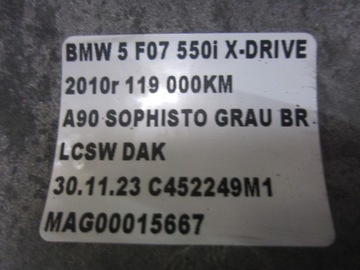 BMW 5 F07 550i X-DRIVE
2010r 119 000KM
A90 SOPHISTO GRAU BR
LCSW DAK
30.11.23 C452249M1
MAG00015667